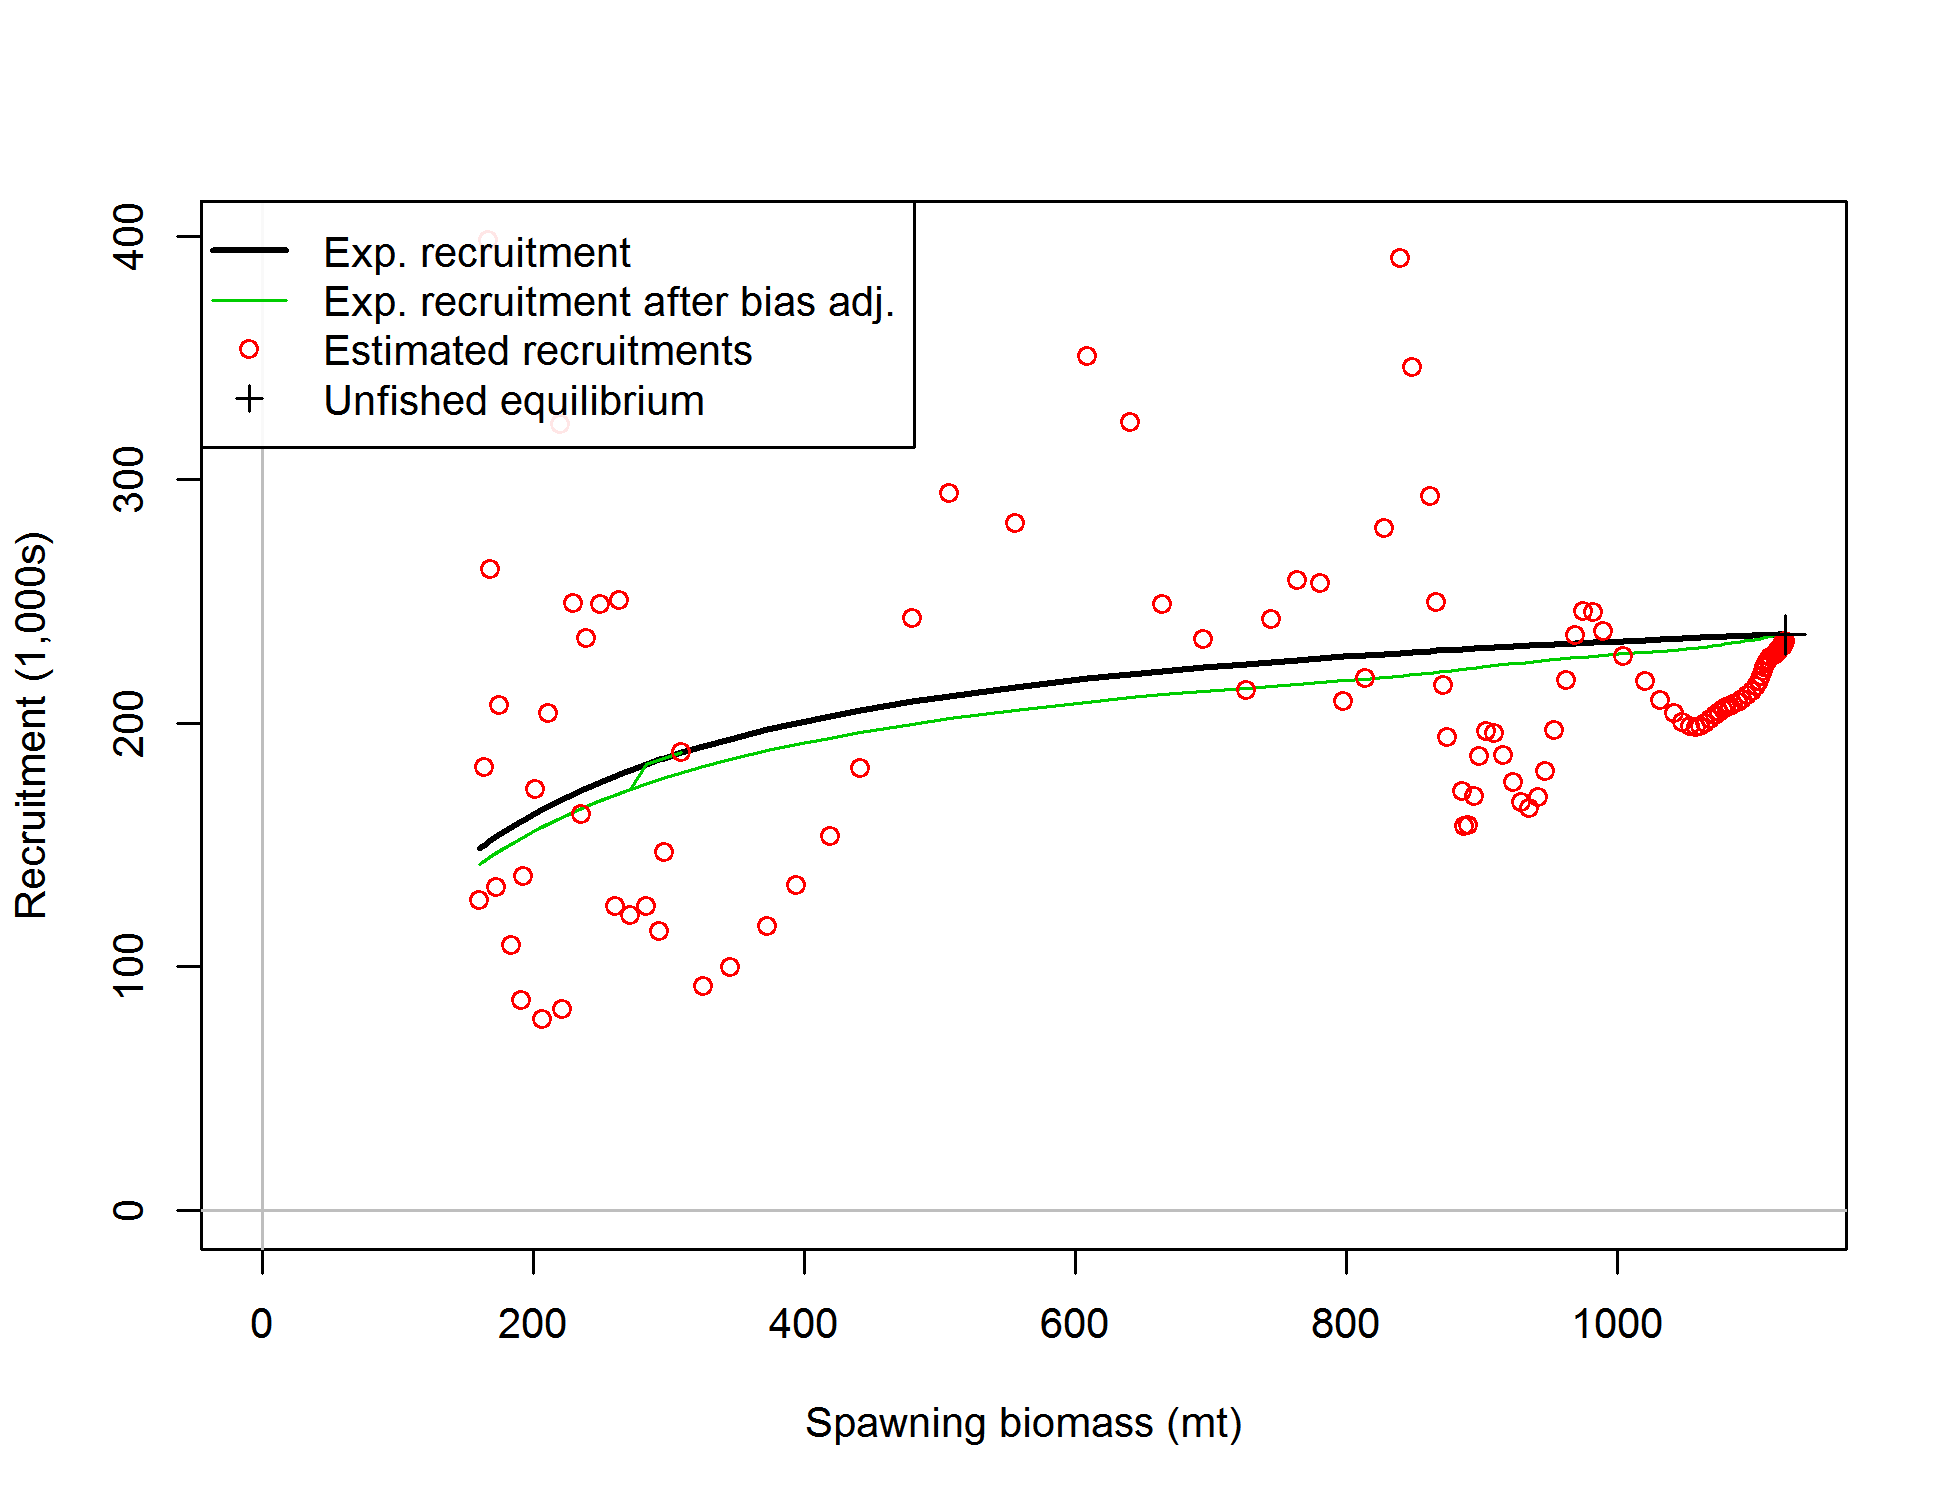 Exp. recruitment
Exp. recruitment after bias adj.
Estimated recruitments
Unfished equilibrium
Recruitment (1,000s)
400
300
200
100
0
0 200 400 600 800 1000
Spawning biomass (mt)